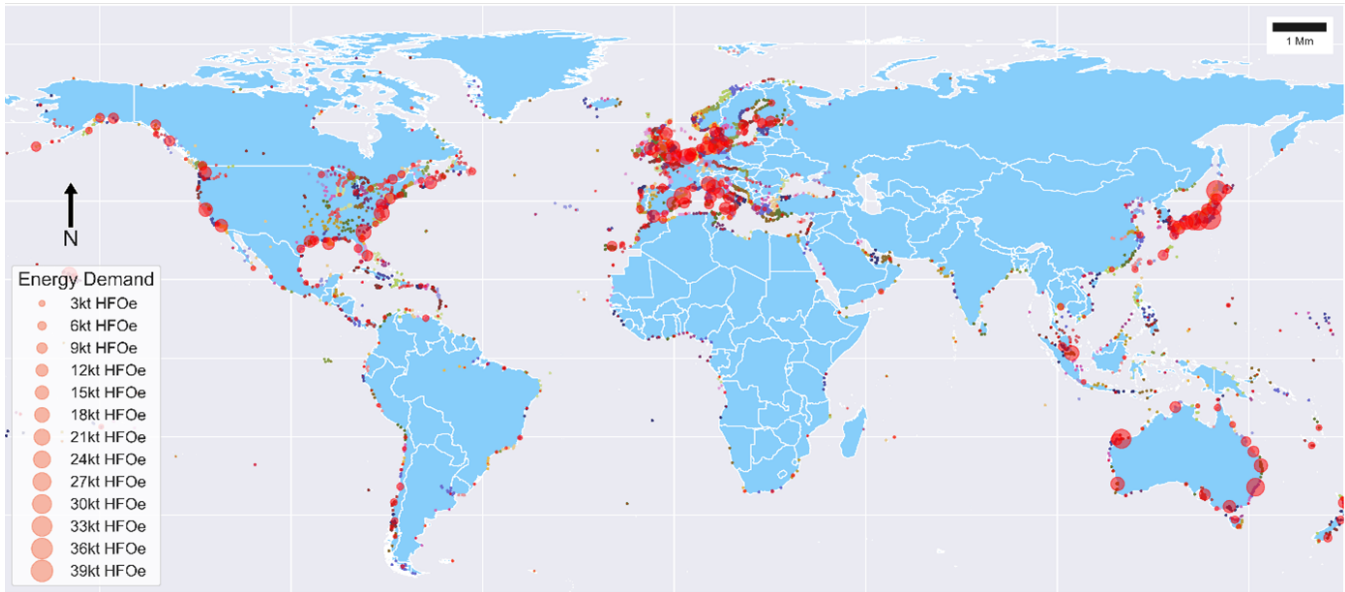 1 Mm
N
Energy Demand
3kt HFOe
6kt HFOe
9kt HFOe
12kt HFOe
15kt HFOe
18kt HFOe
21kt HFOe
24kt HFOe
27kt HFOe
30kt HFOe
33kt HFOe
36kt HFOe
39kt HFOe